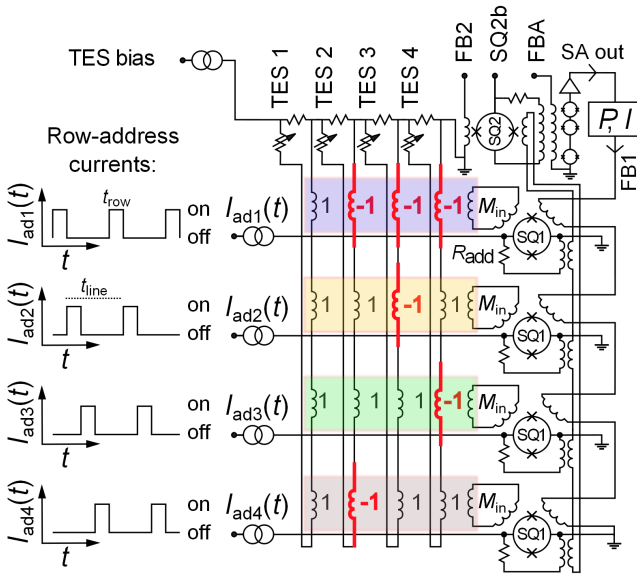 TES bias
TES 1
TES 2
TES 3
TES 4
FB2
SQ2b
FBA
SA out
SQ2
P, I
FB1
Row-address
currents:
I_ad1(t)
t_row
t
on
off
I_ad1(t)
1 -1 -1 -1
M_in
R_add
SQ1
I_ad2(t)
t_line
t
on
off
I_ad2(t)
1 1 -1 1
M_in
SQ1
I_ad3(t)
t
on
off
I_ad3(t)
1 1 1 -1
M_in
SQ1
I_ad4(t)
t
on
off
I_ad4(t)
1 -1 1 1
M_in
SQ1